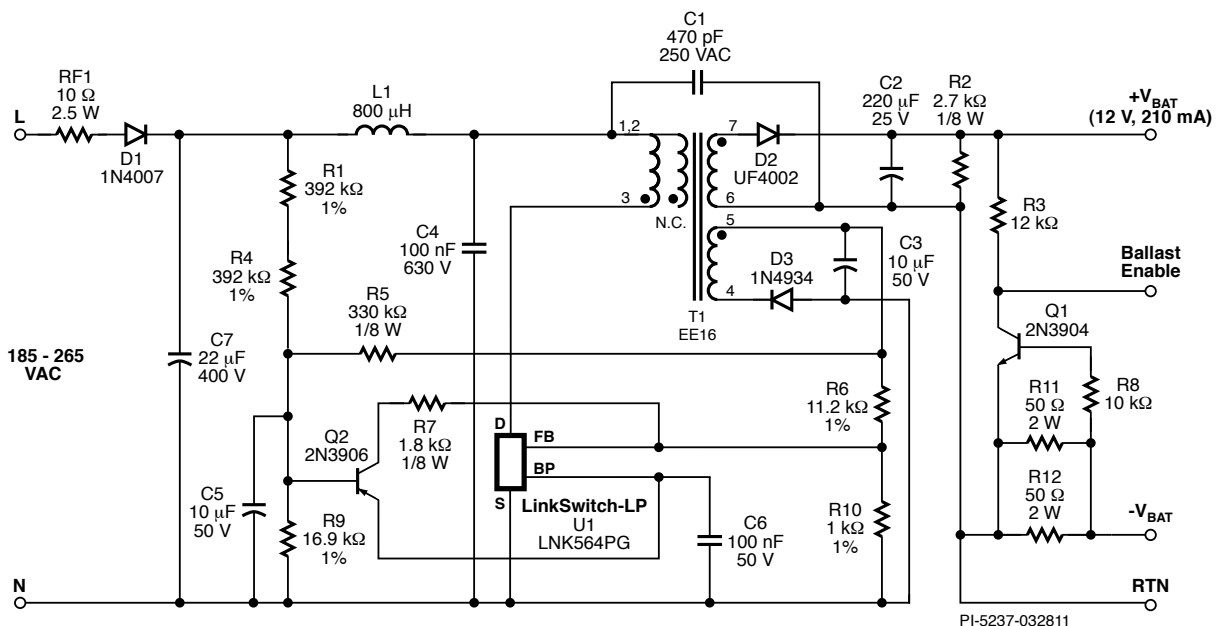 C1
470 pF
250 VAC
RF1
10 Ω
2.5 W
L
D1
1N4007
L1
800 μH
C2
220 μF
25 V
R2
2.7 kΩ
1/8 W
+VBAT
(12 V, 210 mA)
1,2
7
D2
UF4002
R1
392 kΩ
1%
3
N.C.
6
5
R3
12 kΩ
C4
100 nF
630 V
R4
392 kΩ
1%
D3
1N4934
C3
10 μF
50 V
4
T1
EE16
Ballast
Enable
R5
330 kΩ
1/8 W
Q1
2N3904
185 - 265
VAC
C7
22 μF
400 V
R6
11.2 kΩ
1%
R11
50 Ω
2 W
R8
10 kΩ
Q2
2N3906
R7
1.8 kΩ
1/8 W
D
FB
BP
S
LinkSwitch-LP
U1
LNK564PG
C5
10 μF
50 V
R9
16.9 kΩ
1%
C6
100 nF
50 V
R10
1 kΩ
1%
R12
50 Ω
2 W
-VBAT
N
RTN
PI-5237-032811